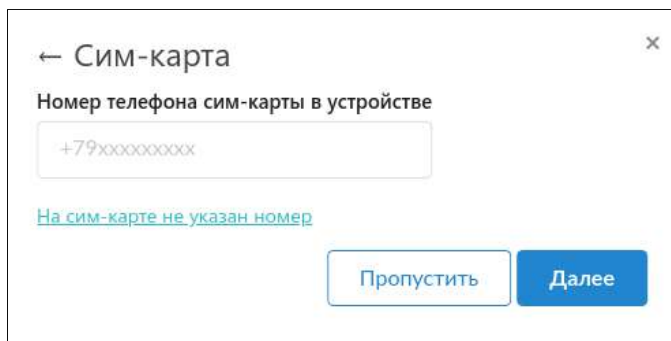 ← Сим-карта ×
Номер телефона сим-карты в устройстве
+79xxxxxxxxx
На сим-карте не указан номер
Пропустить Далее